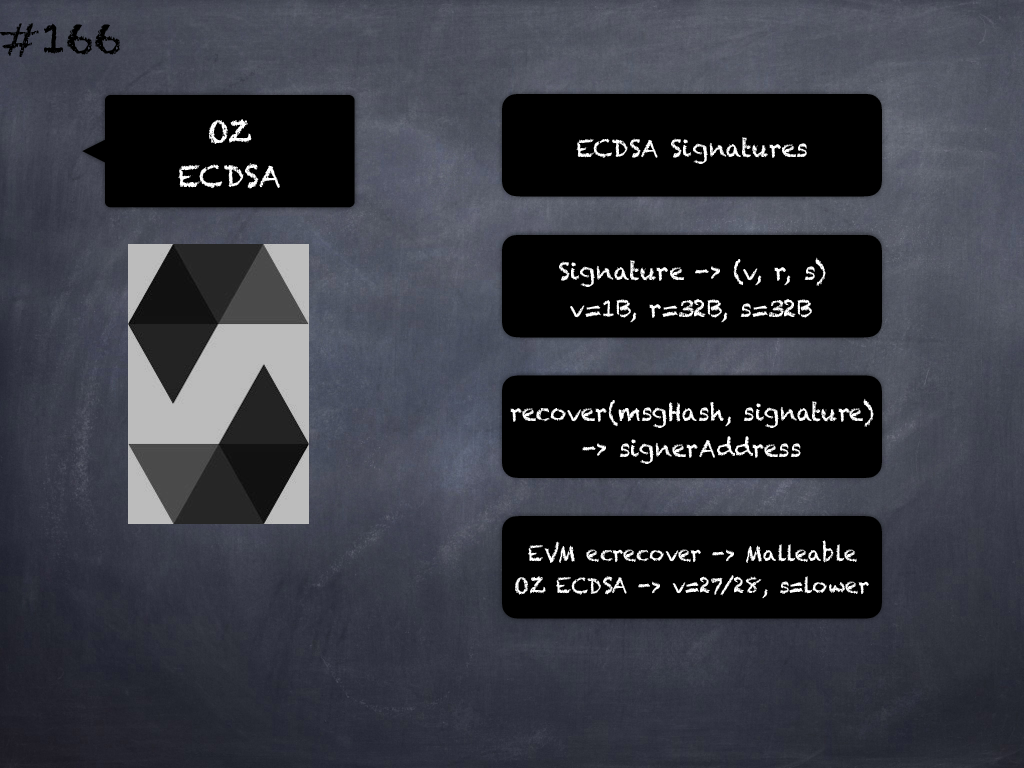 #166
OZ
ECDSA
ECDSA Signatures
Signature -> (v, r, s)
v=1B, r=32B, s=32B
recover(msgHash, signature)
-> signerAddress
EVM ecrecover -> Malleable
OZ ECDSA -> v=27/28, s=lower